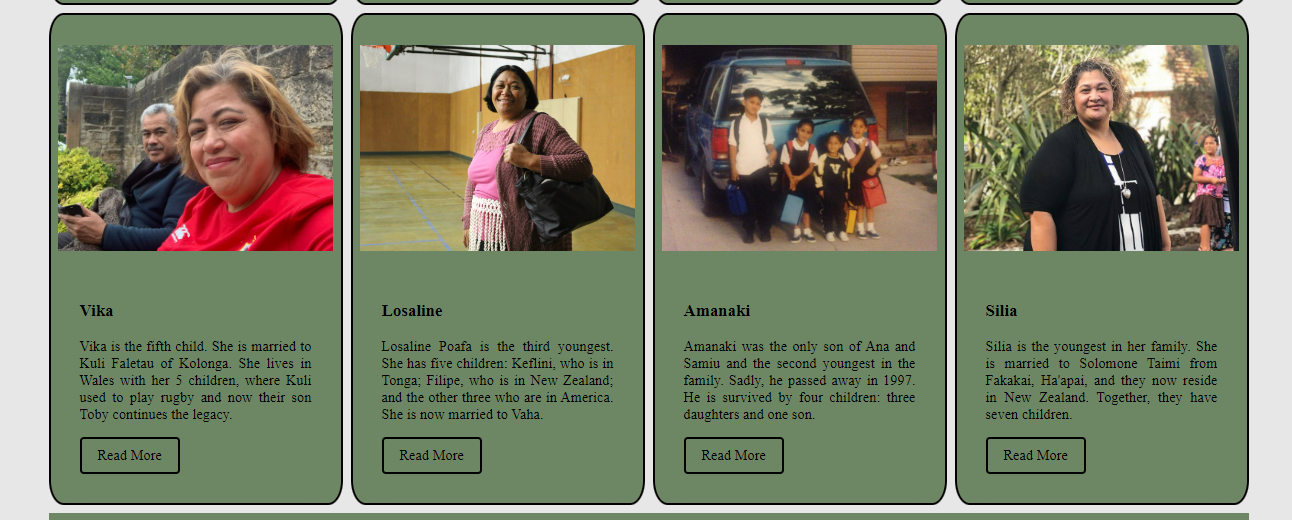 Vika
Vika is the fifth child. She is married to
Kuli Faletau of Kolonga. She lives in
Wales with her 5 children, where Kuli
used to play rugby and now their son
Toby continues the legacy.
Read More
Losaline
Losaline Poafa is the third youngest.
She has five children: Keflini, who is in
Tonga; Filipe, who is in New Zealand;
and the other three who are in America.
She is now married to Vaha.
Read More
Amanaki
Amanaki was the only son of Ana and
Samiu and the second youngest in the
family. Sadly, he passed away in 1997.
He is survived by four children: three
daughters and one son.
Read More
Silia
Silia is the youngest in her family. She
is married to Solomone Taimi from
Fakakai, Ha'apai, and they now reside
in New Zealand. Together, they have
seven children.
Read More